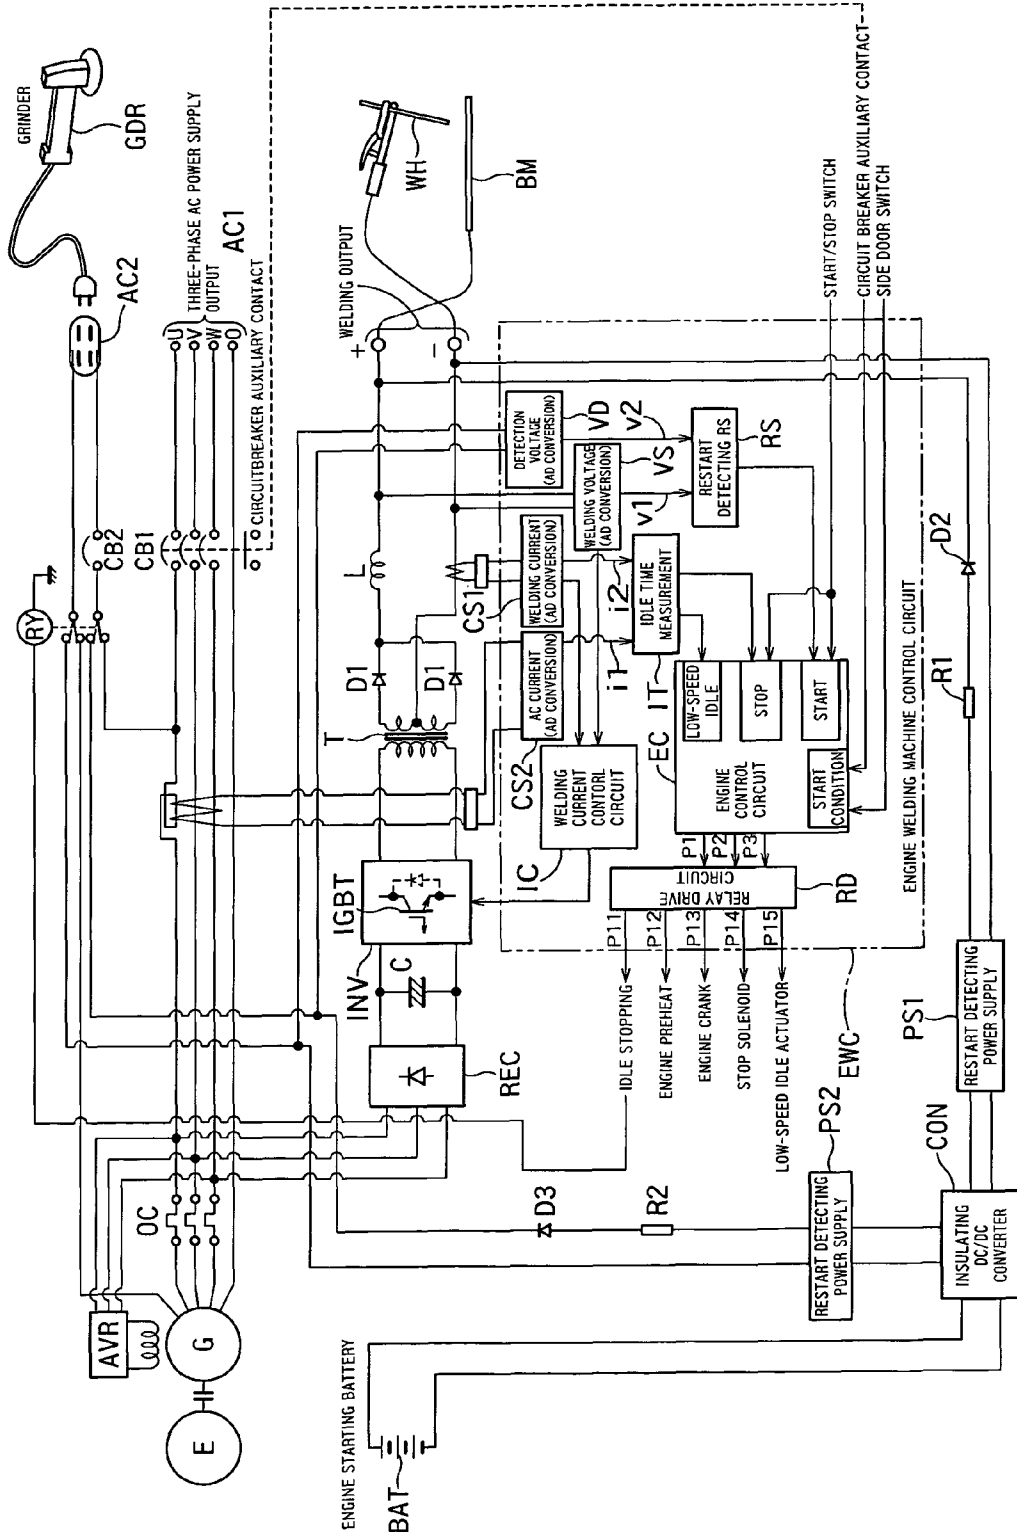 GRINDER
GDR
AC2
THREE-PHASE AC POWER SUPPLY
OUTPUT
AC1
U
V
W
O
CIRCUITBREAKER AUXILIARY CONTACT
RY
CB2
CB1
OC
AVR
G
E
WELDING OUTPUT
+
-
WH
BM
L
D1
D1
T
CS1
INV
IGBT
C
REC
START/STOP SWITCH
CIRCUIT BREAKER AUXILIARY CONTACT
SIDE DOOR SWITCH
DETECTION
VOLTAGE
(AD CONVERSION)
VD
V2
WELDING VOLTAGE
(AD CONVERSION)
VS
V1
WELDING CURRENT
(AD CONVERSION)
i2
AC CURRENT
(AD CONVERSION)
i1
CS2
RESTART
DETECTING RS
RS
IDLE TIME
MEASUREMENT
IT
WELDING
CURRENT
CONTORL
CIRCUIT
IC
EC
LOW-SPEED
IDLE
STOP
START
ENGINE
CONTROL
CIRCUIT
START
CONDITION
P1
P2
P3
RELAY DRIVE
CIRCUIT
RD
P11
P12
P13
P14
P15
IDLE STOPPING
ENGINE PREHEAT
ENGINE CRANK
STOP SOLENOID
LOW-SPEED IDLE ACTUATOR
EWC
ENGINE WELDING MACHINE CONTROL CIRCUIT
D2
R1
RESTART DETECTING
POWER SUPPLY
PS1
D3
R2
RESTART DETECTING
POWER SUPPLY
PS2
INSULATING
DC/DC
CONVERTER
CON
ENGINE STARTING BATTERY
BAT